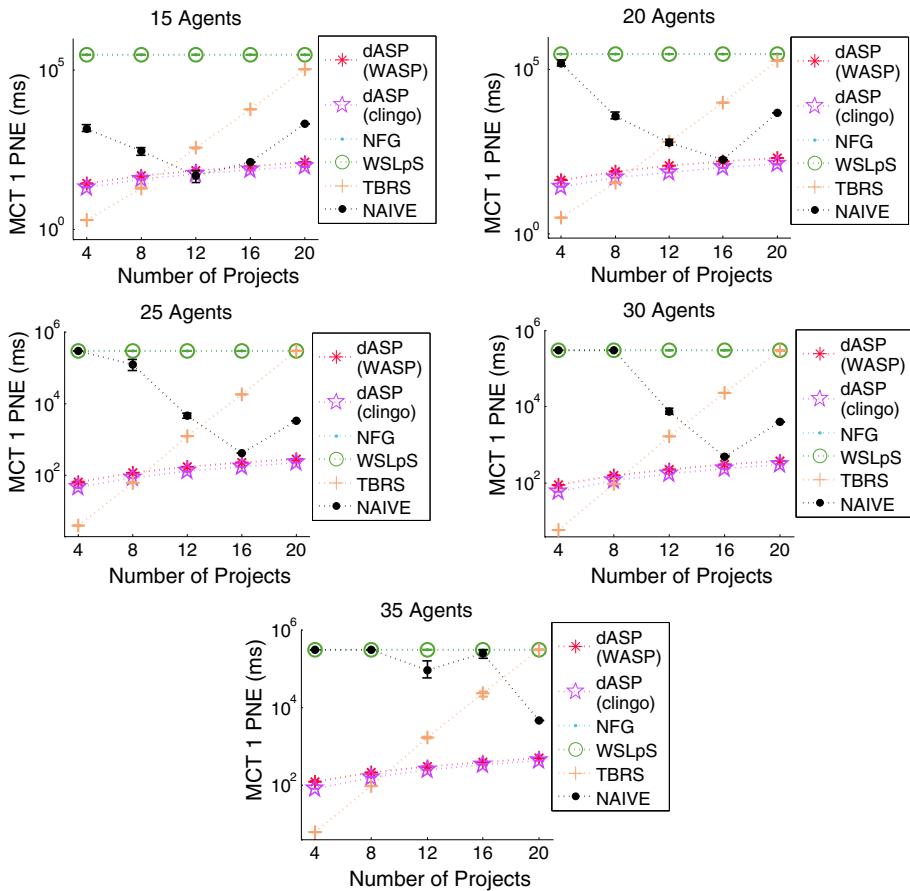 15 Agents
MCT 1 PNE (ms)
10^5
10^0
4 8 12 16 20
Number of Projects
dASP
(WASP)
dASP
(clingo)
NFG
WSLpS
TBRS
NAIVE
20 Agents
MCT 1 PNE (ms)
10^5
10^0
4 8 12 16 20
Number of Projects
dASP
(WASP)
dASP
(clingo)
NFG
WSLpS
TBRS
NAIVE
25 Agents
MCT 1 PNE (ms)
10^6
10^4
10^2
4 8 12 16 20
Number of Projects
dASP
(WASP)
dASP
(clingo)
NFG
WSLpS
TBRS
NAIVE
30 Agents
MCT 1 PNE (ms)
10^6
10^4
10^2
4 8 12 16 20
Number of Projects
dASP
(WASP)
dASP
(clingo)
NFG
WSLpS
TBRS
NAIVE
35 Agents
MCT 1 PNE (ms)
10^6
10^4
10^2
4 8 12 16 20
Number of Projects
dASP
(WASP)
dASP
(clingo)
NFG
WSLpS
TBRS
NAIVE